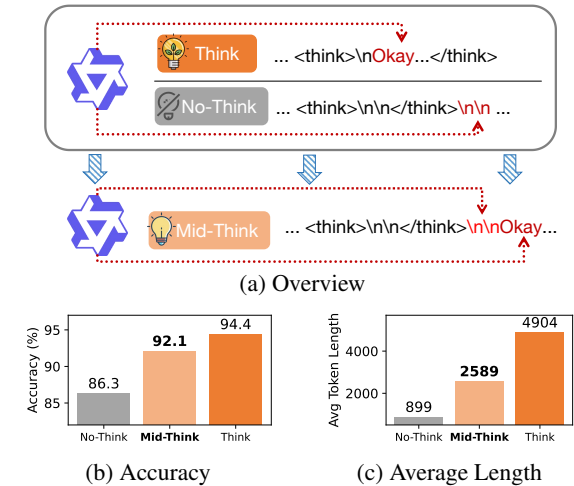 Think
... <think>\nOkay...</think>
No-Think
... <think>\n\n</think>\n\n ...
Mid-Think
... <think>\n\n</think>\n\nOkay...
(a) Overview
Accuracy (%)
95
90
85
86.3
92.1
94.4
No-Think Mid-Think Think
(b) Accuracy
Avg Token Length
4000
2000
899
2589
4904
No-Think Mid-Think Think
(c) Average Length